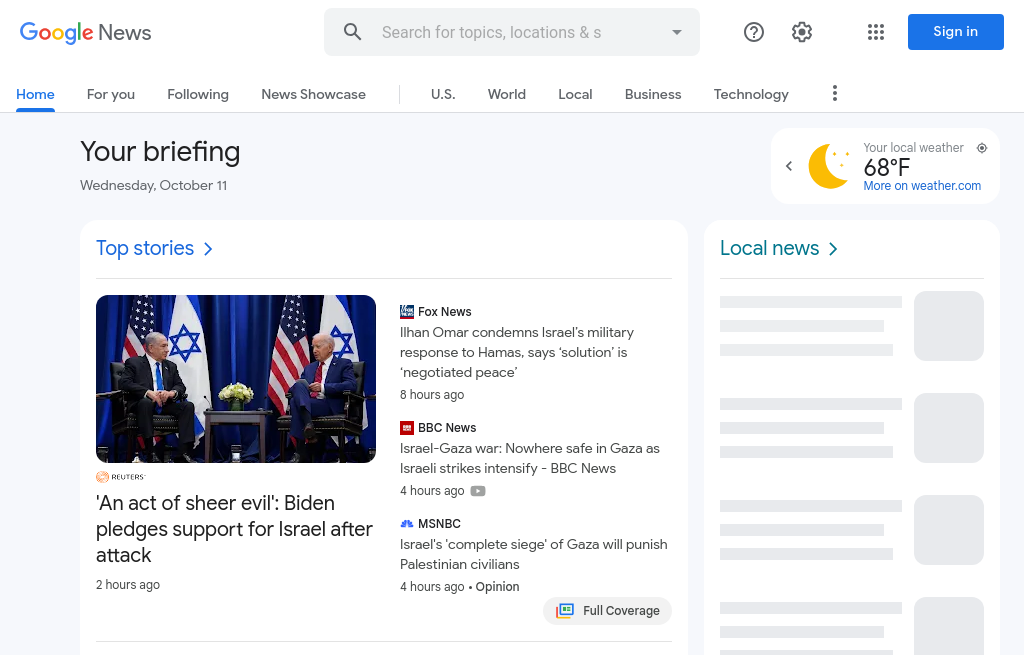 Google News
Search for topics, locations & s
Sign in
Home
For you
Following
News Showcase
U.S.
World
Local
Business
Technology
Your briefing
Wednesday, October 11
Your local weather
68°F
More on weather.com
Top stories
REUTERS
'An act of sheer evil': Biden
pledges support for Israel after
attack
2 hours ago
Fox News
Ilhan Omar condemns Israel’s military
response to Hamas, says ‘solution’ is
‘negotiated peace’
8 hours ago
BBC News
Israel-Gaza war: Nowhere safe in Gaza as
Israeli strikes intensify - BBC News
4 hours ago
MSNBC
Israel's 'complete siege' of Gaza will punish
Palestinian civilians
4 hours ago • Opinion
Full Coverage
Local news